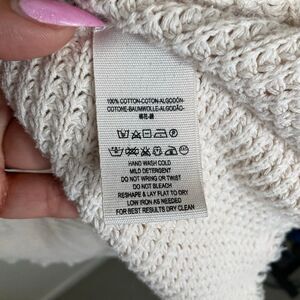 100% COTTON-COTON-ALGODÓN-
COTONE-BAUMWOLLE-ALGODÃO-
HAND WASH COLD
MILD DETERGENT
DO NOT WRING OR TWIST
DO NOT BLEACH
RESHAPE & LAY FLAT TO DRY
LOW IRON AS NEEDED
FOR BEST RESULTS DRY CLEAN